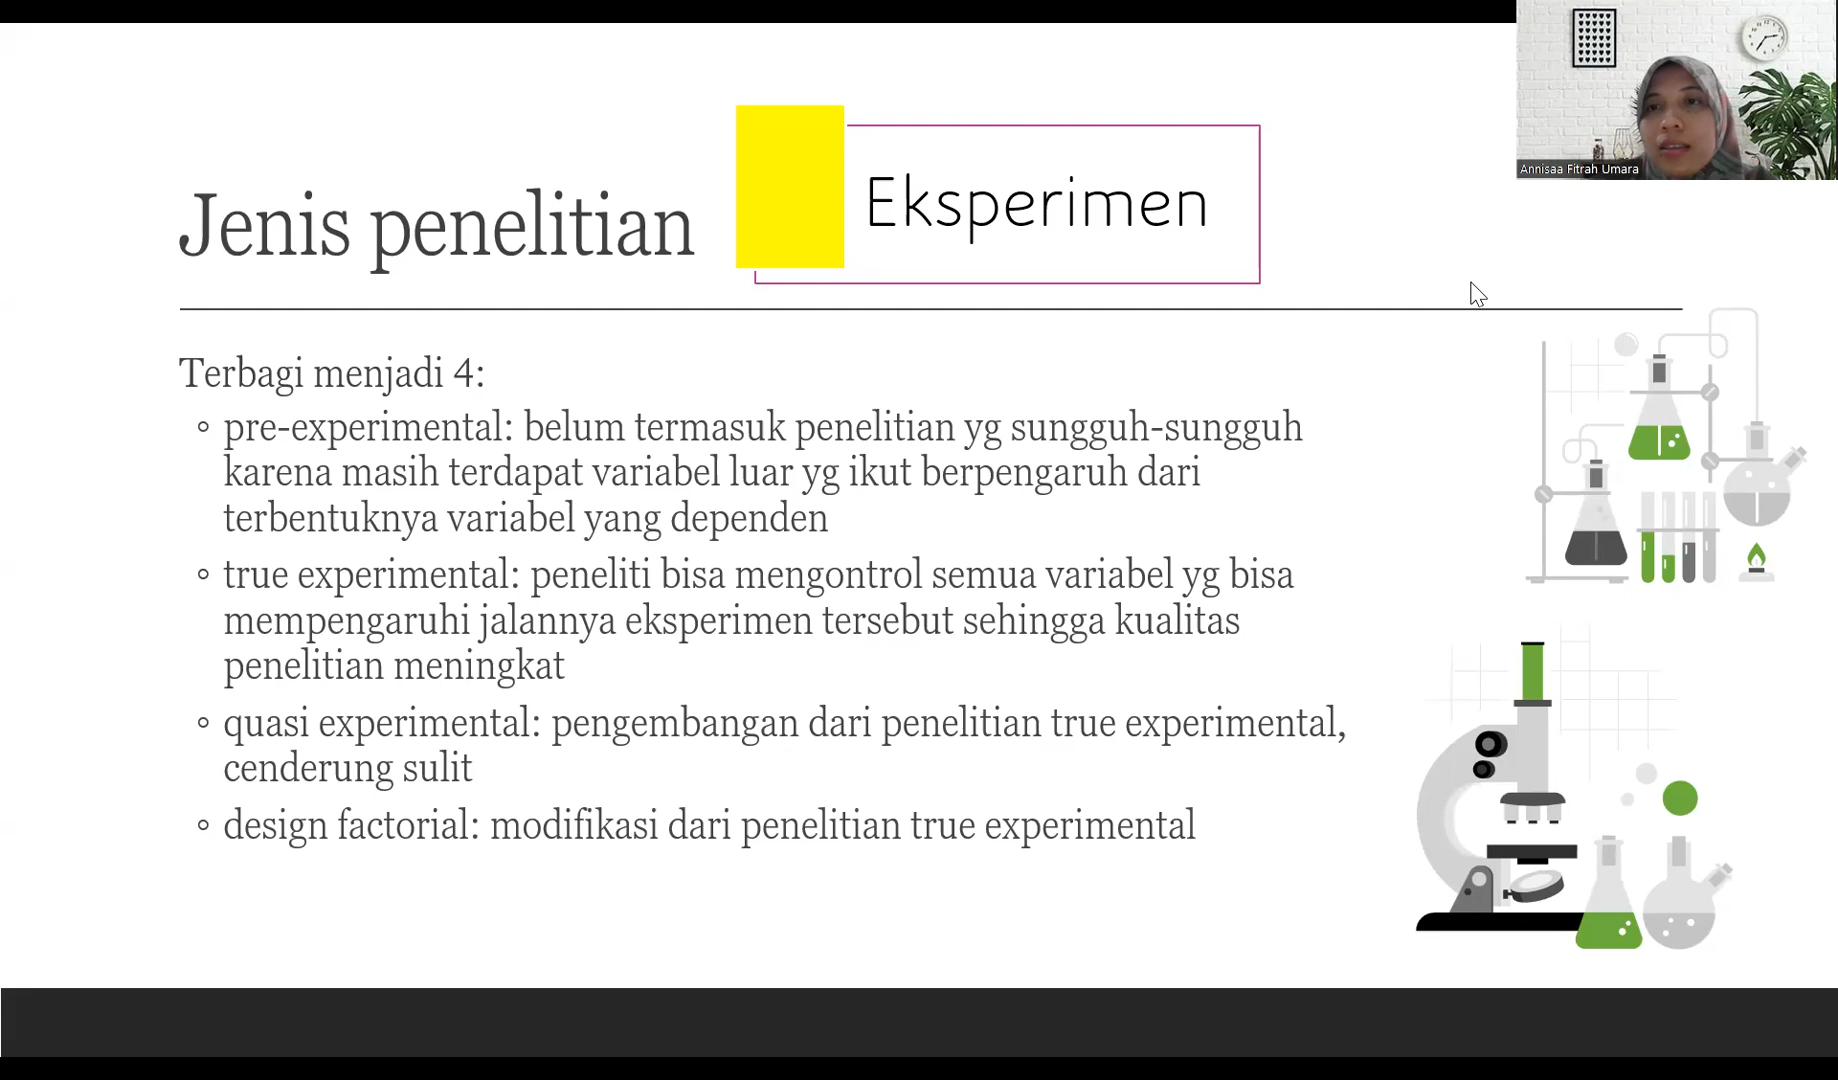 Annisaa Fitrah Umara
Jenis penelitian
Eksperimen
Terbagi menjadi 4:
◦ pre-experimental: belum termasuk penelitian yg sungguh-sungguh
karena masih terdapat variabel luar yg ikut berpengaruh dari
terbentuknya variabel yang dependen
◦ true experimental: peneliti bisa mengontrol semua variabel yg bisa
mempengaruhi jalannya eksperimen tersebut sehingga kualitas
penelitian meningkat
◦ quasi experimental: pengembangan dari penelitian true experimental,
cenderung sulit
◦ design factorial: modifikasi dari penelitian true experimental